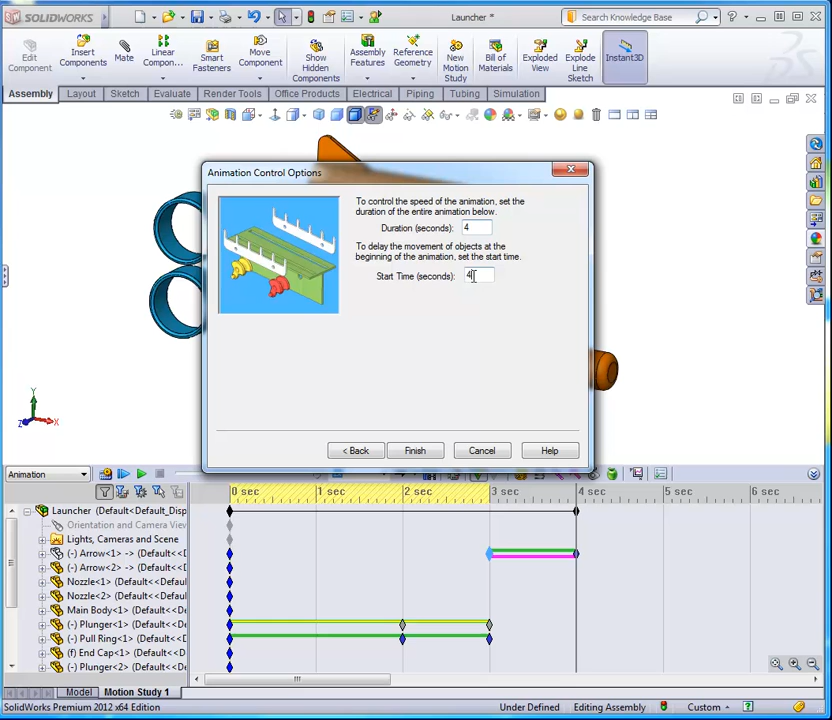 SOLIDWORKS
Launcher *
Search Knowledge Base
Edit Component
Insert Components
Mate
Linear Compon...
Smart Fasteners
Move Component
Show Hidden Components
Assembly Features
Reference Geometry
New Motion Study
Bill of Materials
Exploded View
Explode Line Sketch
Instant3D
Assembly
Layout
Sketch
Evaluate
Render Tools
Office Products
Electrical
Piping
Tubing
Simulation
Animation Control Options
To control the speed of the animation, set the
duration of the entire animation below.
Duration (seconds): 4
To delay the movement of objects at the
beginning of the animation, set the start time.
Start Time (seconds): 4
< Back
Finish
Cancel
Help
Y
Z
X
Animation
0 sec
1 sec
2 sec
3 sec
4 sec
5 sec
6 sec
Launcher (Default<Default_Disp
Orientation and Camera View
Lights, Cameras and Scene
(-) Arrow<1> -> (Default<<D
(-) Arrow<2> -> (Default<<D
Nozzle<1> (Default<<Defau
Nozzle<2> (Default<<Defau
Main Body<1> (Default<<De
(-) Plunger<1> (Default<<De
(-) Pull Ring<1> (Default<<D
(f) End Cap<1> (Default<<D
(-) Plunger<2> (Default<<De
Model
Motion Study 1
SolidWorks Premium 2012 x64 Edition
Under Defined
Editing Assembly
Custom